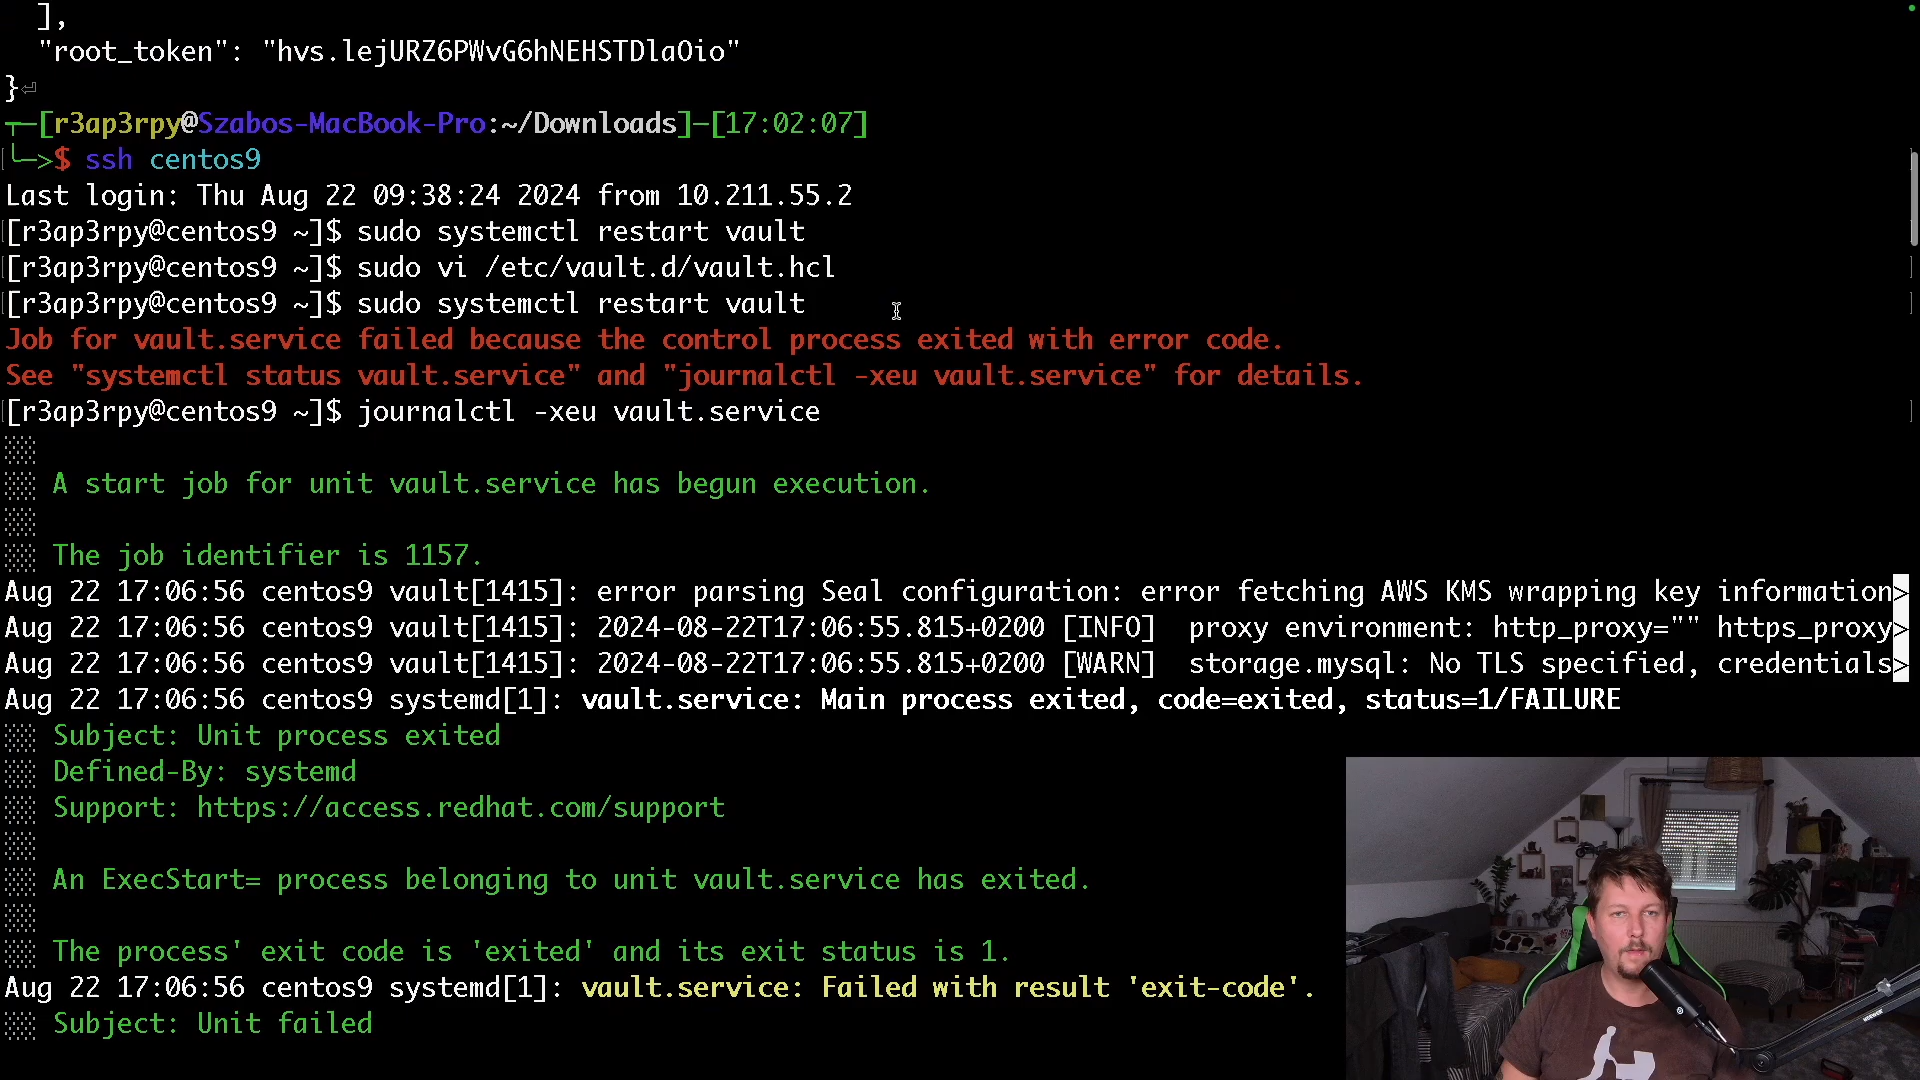 ],
"root_token": "hvs.lejURZ6PWvG6hNEHSTDlaOio"
}
[r3ap3rpy@Szabos-MacBook-Pro:~/Downloads]-[17:02:07]
$ ssh centos9
Last login: Thu Aug 22 09:38:24 2024 from 10.211.55.2
[r3ap3rpy@centos9 ~]$ sudo systemctl restart vault
[r3ap3rpy@centos9 ~]$ sudo vi /etc/vault.d/vault.hcl
[r3ap3rpy@centos9 ~]$ sudo systemctl restart vault
Job for vault.service failed because the control process exited with error code.
See "systemctl status vault.service" and "journalctl -xeu vault.service" for details.
[r3ap3rpy@centos9 ~]$ journalctl -xeu vault.service
░░
░░ A start job for unit vault.service has begun execution.
░░
░░ The job identifier is 1157.
Aug 22 17:06:56 centos9 vault[1415]: error parsing Seal configuration: error fetching AWS KMS wrapping key information>
Aug 22 17:06:56 centos9 vault[1415]: 2024-08-22T17:06:55.815+0200 [INFO]  proxy environment: http_proxy="" https_proxy>
Aug 22 17:06:56 centos9 vault[1415]: 2024-08-22T17:06:55.815+0200 [WARN]  storage.mysql: No TLS specified, credentials>
Aug 22 17:06:56 centos9 systemd[1]: vault.service: Main process exited, code=exited, status=1/FAILURE
░░ Subject: Unit process exited
░░ Defined-By: systemd
░░ Support: https://access.redhat.com/support
░░
░░ An ExecStart= process belonging to unit vault.service has exited.
░░
░░ The process' exit code is 'exited' and its exit status is 1.
Aug 22 17:06:56 centos9 systemd[1]: vault.service: Failed with result 'exit-code'.
░░ Subject: Unit failed